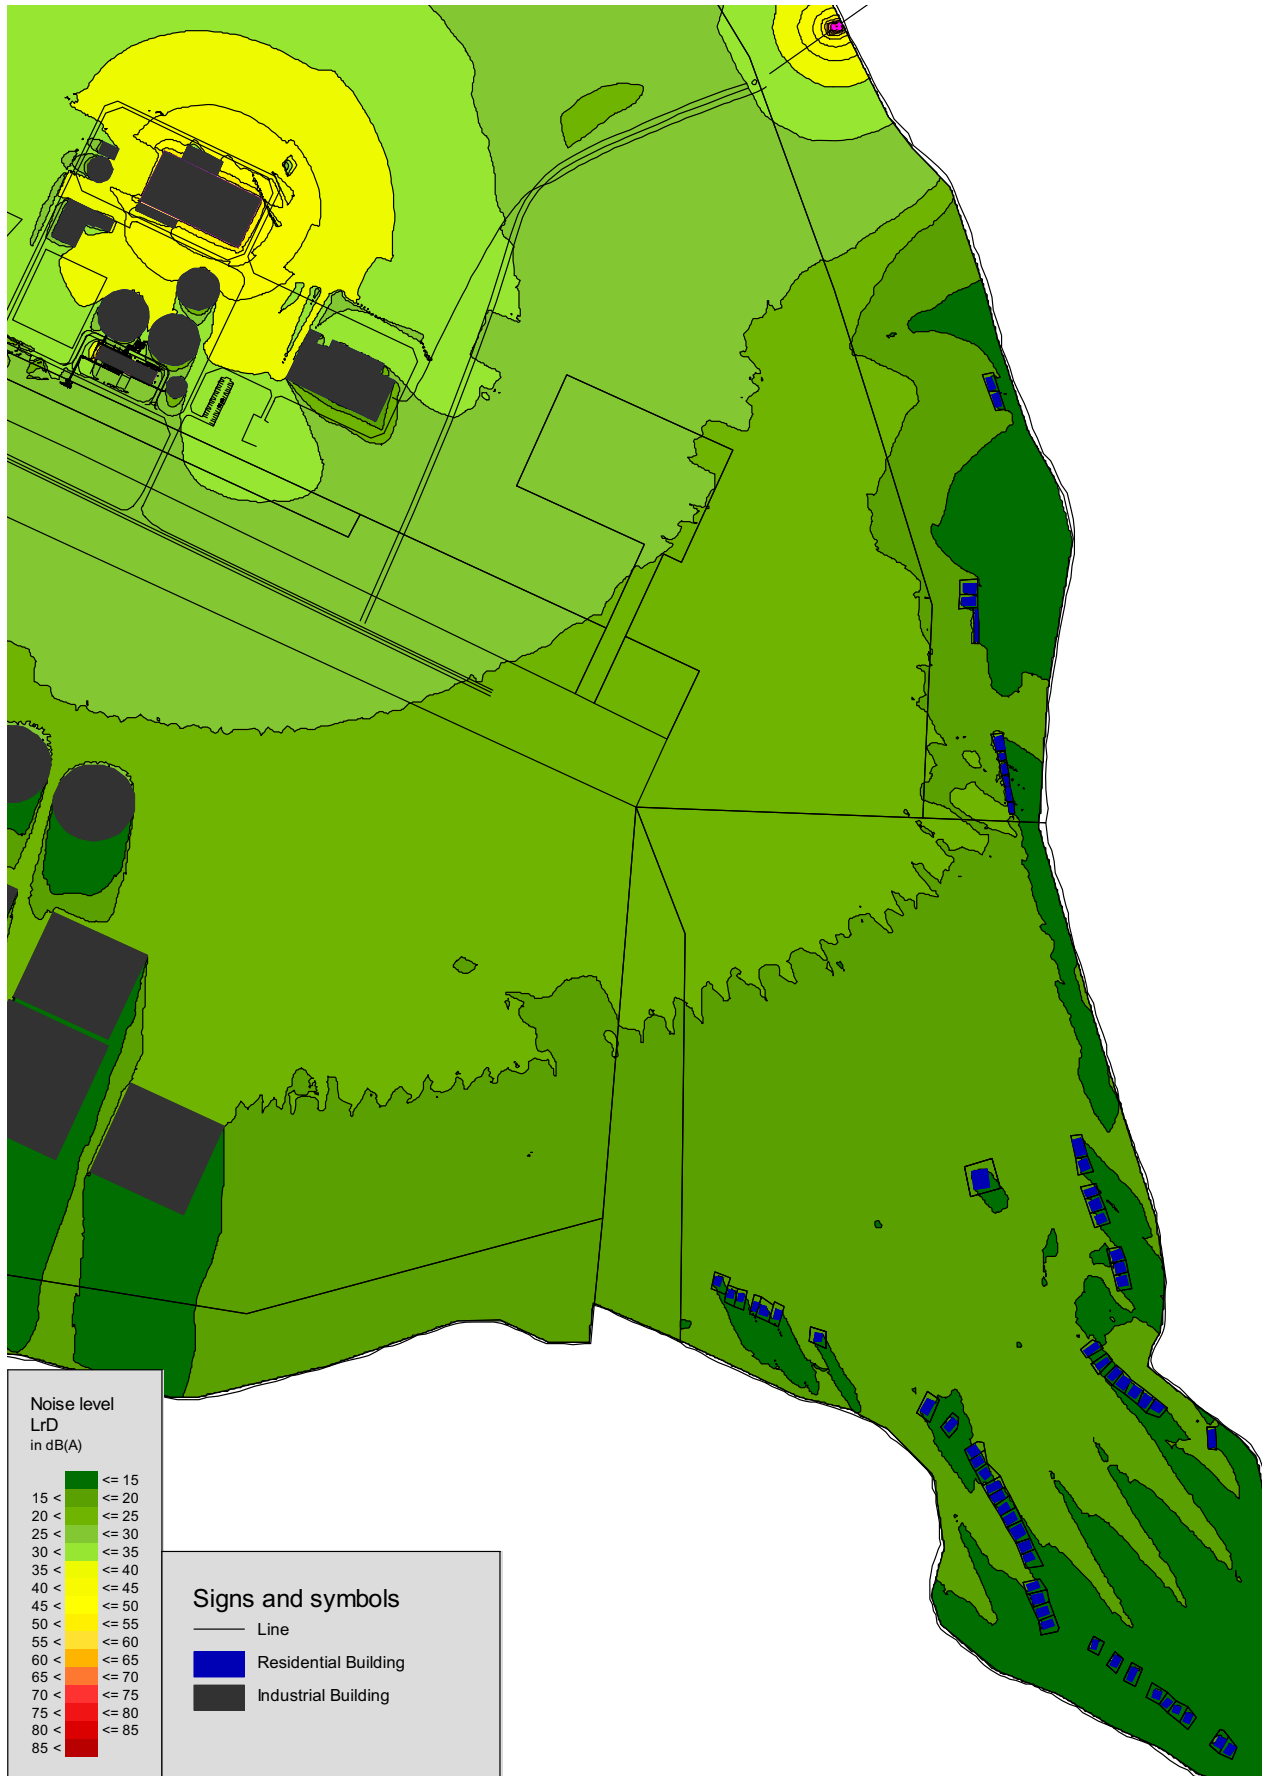 Noise level
LrD
in dB(A)
<= 15
15 < <= 20
20 < <= 25
25 < <= 30
30 < <= 35
35 < <= 40
40 < <= 45
45 < <= 50
50 < <= 55
55 < <= 60
60 < <= 65
65 < <= 70
70 < <= 75
75 < <= 80
80 < <= 85
85 <
Signs and symbols
Line
Residential Building
Industrial Building